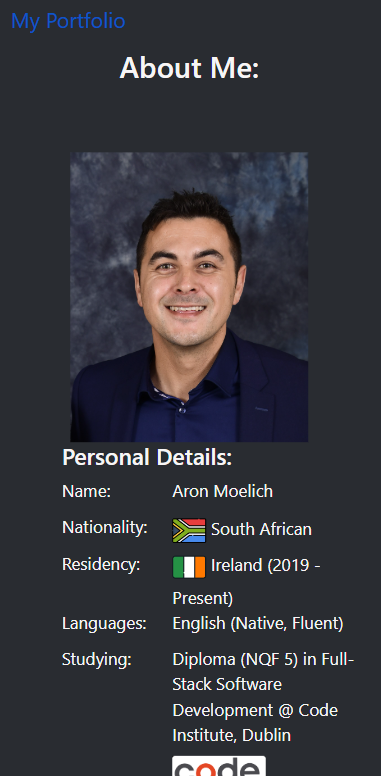 My Portfolio
About Me:
Personal Details:
Name: Aron Moelich
Nationality: South African
Residency: Ireland (2019 -
Present)
Languages: English (Native, Fluent)
Studying: Diploma (NQF 5) in Full-
Stack Software
Development @ Code
Institute, Dublin
code